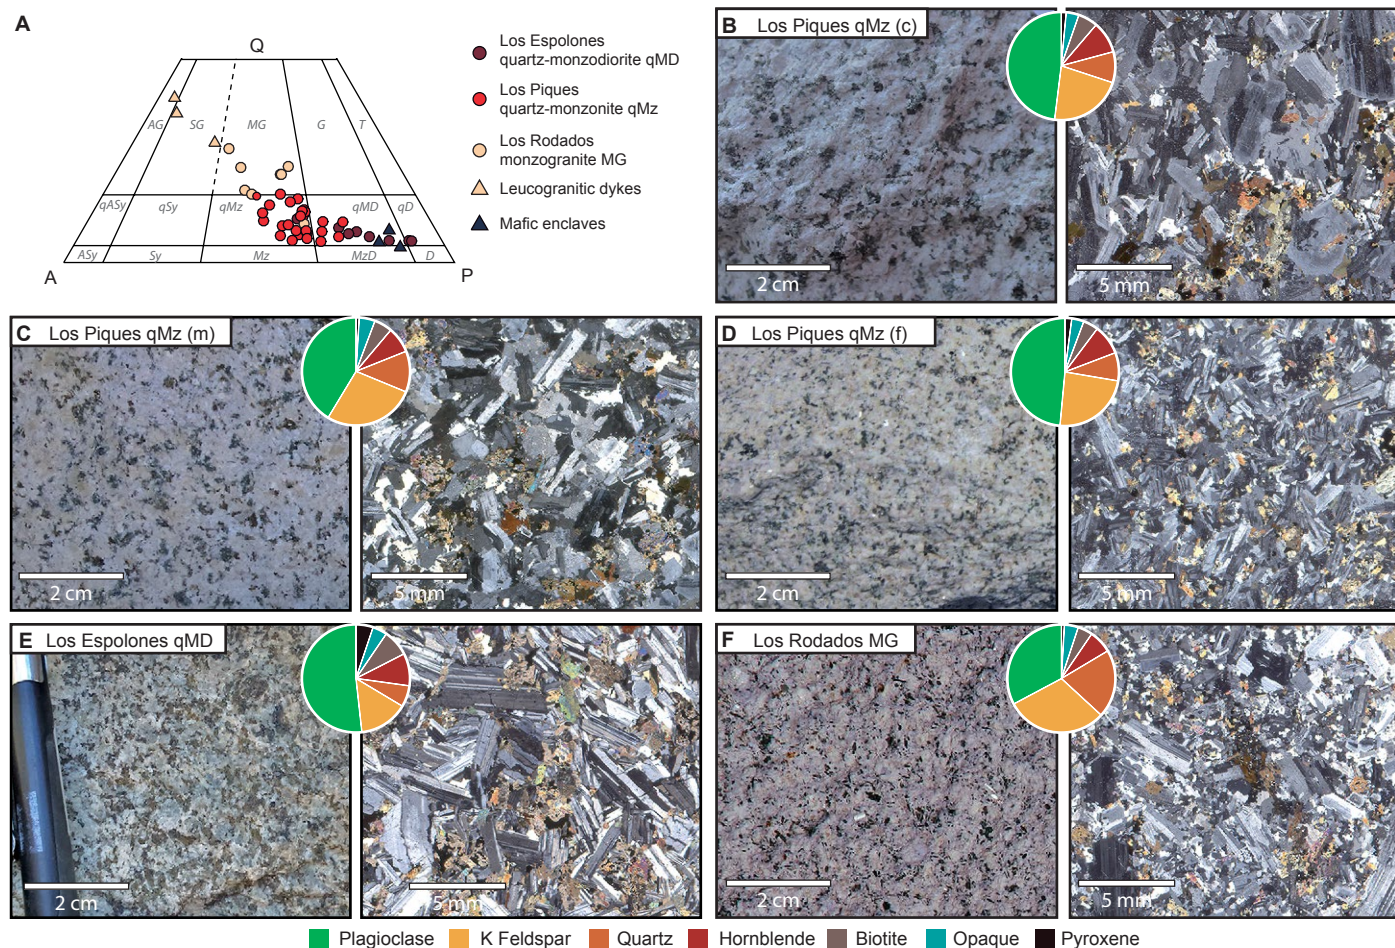 A
Q
Los Espolones
quartz-monzodiorite qMD
Los Piques
quartz-monzonite qMz
Los Rodados
monzogranite MG
Leucogranitic dykes
Mafic enclaves
AG SG MG G T
qASy qSy qMz qMD qD
ASy Sy Mz MzD D
A P
B Los Piques qMz (c)
2 cm 5 mm
C Los Piques qMz (m)
2 cm 5 mm
D Los Piques qMz (f)
2 cm 5 mm
E Los Espolones qMD
2 cm 5 mm
F Los Rodados MG
2 cm 5 mm
Plagioclase K Feldspar Quartz Hornblende Biotite Opaque Pyroxene